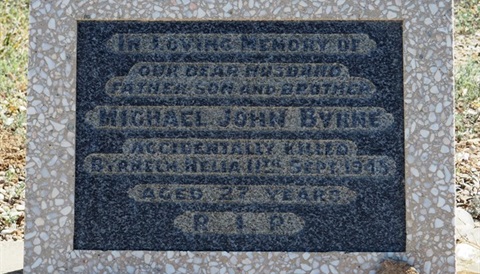 IN LOVING MEMORY OF
OUR DEAR HUSBAND
FATHER SON AND BROTHER
MICHAEL JOHN BYRNE
ACCIDENTALLY KILLED
11TH SEPT. 1945
AGED 27 YEARS
R. I. P.